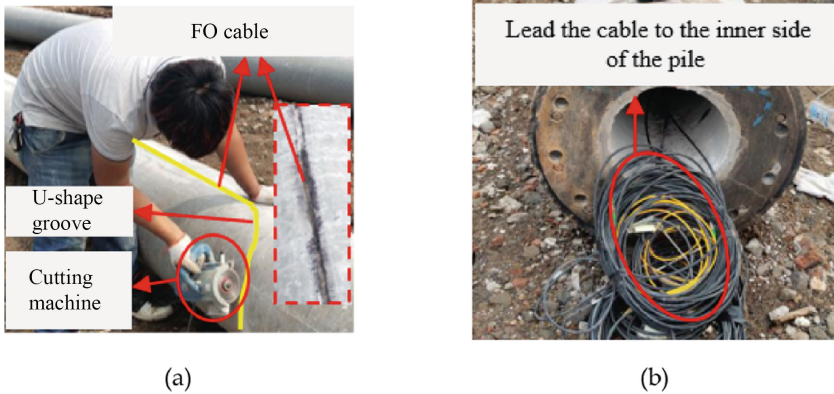 FO cable
U-shape
groove
Cutting
machine
Lead the cable to the inner side
of the pile
(a)
(b)